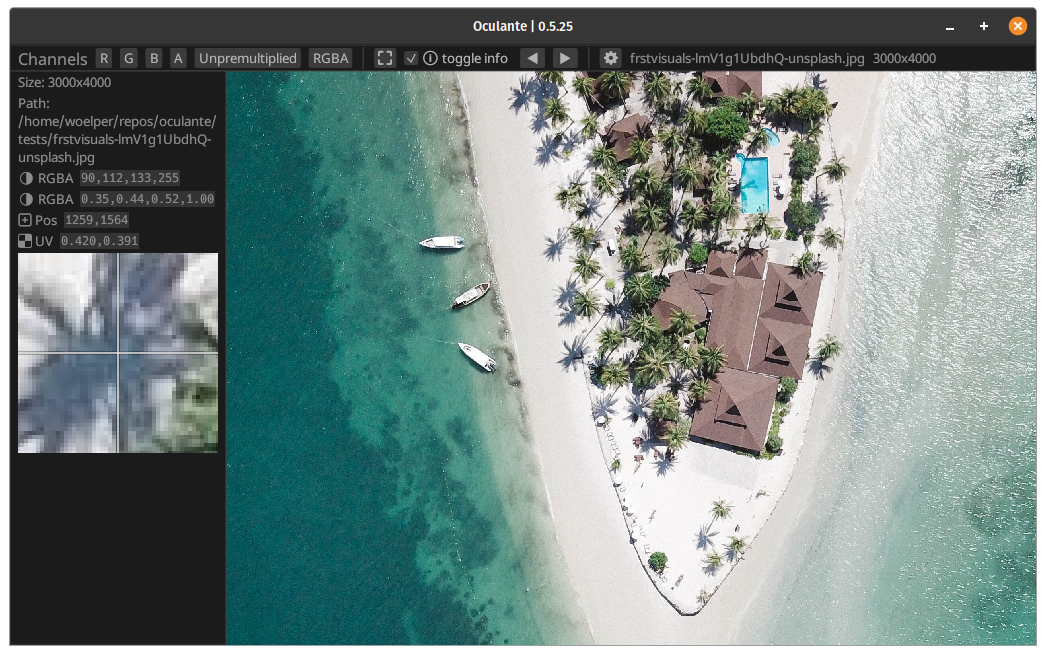 Oculante | 0.5.25
Channels R G B A Unpremultiplied RGBA toggle info frstvisuals-lmV1g1UbdhQ-unsplash.jpg 3000x4000
Size: 3000x4000
Path:
/home/woelper/repos/oculante/
tests/frstvisuals-lmV1g1UbdhQ-
unsplash.jpg
RGBA 90,112,133,255
RGBA 0.35,0.44,0.52,1.00
Pos 1259,1564
UV 0.420,0.391